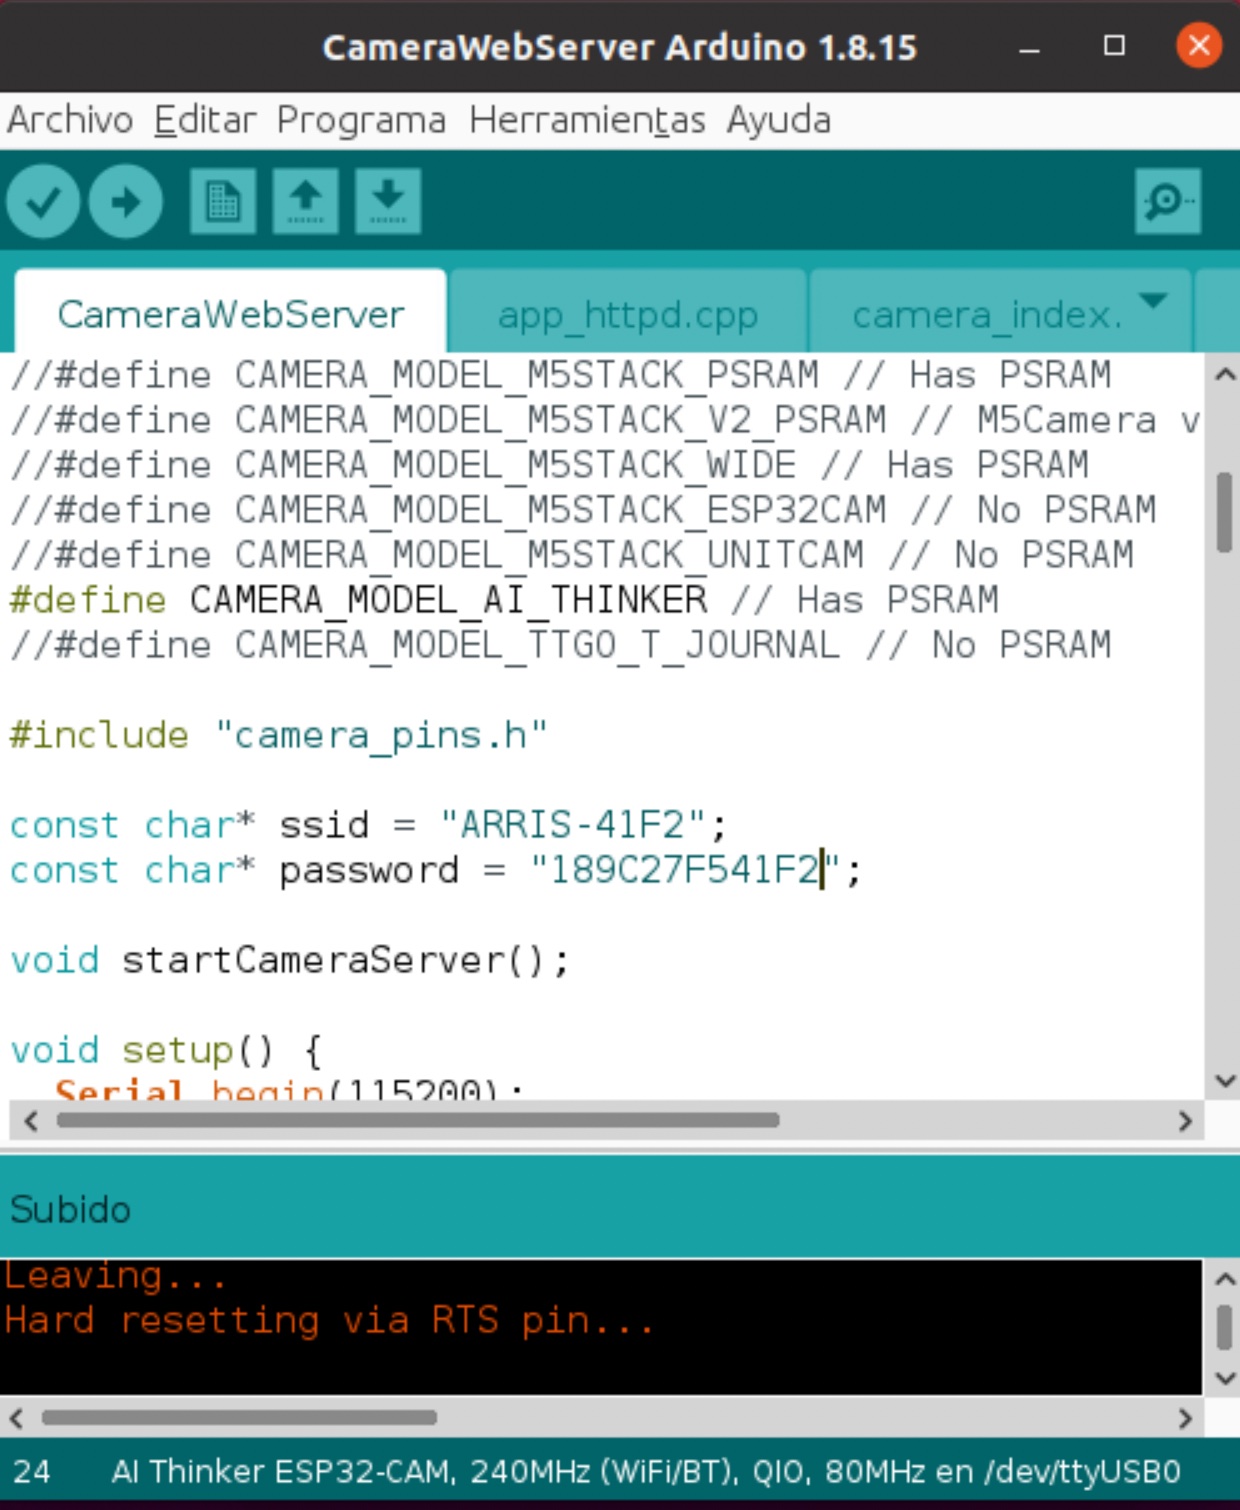 CameraWebServer Arduino 1.8.15
Archivo Editar Programa Herramientas Ayuda
CameraWebServer app_httpd.cpp camera_index.
//#define CAMERA_MODEL_M5STACK_PSRAM // Has PSRAM
//#define CAMERA_MODEL_M5STACK_V2_PSRAM // M5Camera v
//#define CAMERA_MODEL_M5STACK_WIDE // Has PSRAM
//#define CAMERA_MODEL_M5STACK_ESP32CAM // No PSRAM
//#define CAMERA_MODEL_M5STACK_UNITCAM // No PSRAM
#define CAMERA_MODEL_AI_THINKER // Has PSRAM
//#define CAMERA_MODEL_TTGO_T_JOURNAL // No PSRAM
#include "camera_pins.h"
const char* ssid = "ARRIS-41F2";
const char* password = "189C27F541F2";
void startCameraServer();
void setup() {
Serial.begin(115200);
Subido
Leaving...
Hard resetting via RTS pin...
24 AI Thinker ESP32-CAM, 240MHz (WiFi/BT), QIO, 80MHz en /dev/ttyUSB0